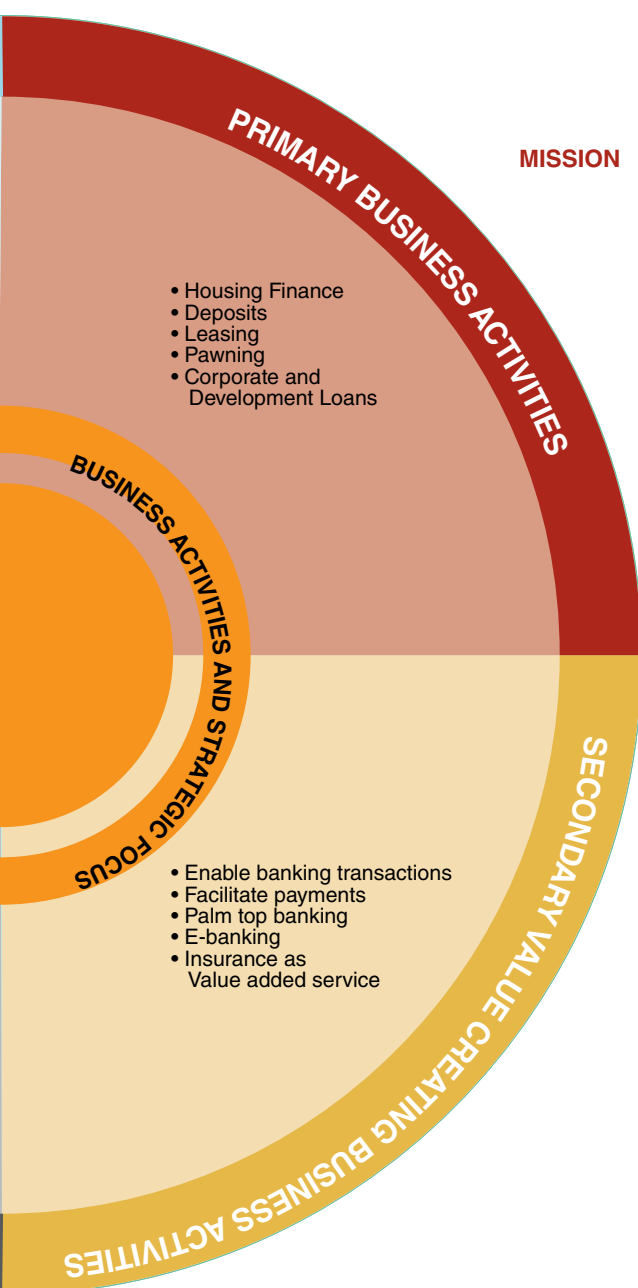 MISSION
PRIMARY BUSINESS ACTIVITIES
• Housing Finance
• Deposits
• Leasing
• Pawning
• Corporate and
Development Loans
BUSINESS ACTIVITIES AND STRATEGIC FOCUS
• Enable banking transactions
• Facilitate payments
• Palm top banking
• E-banking
• Insurance as
Value added service
SECONDARY VALUE CREATING BUSINESS ACTIVITIES